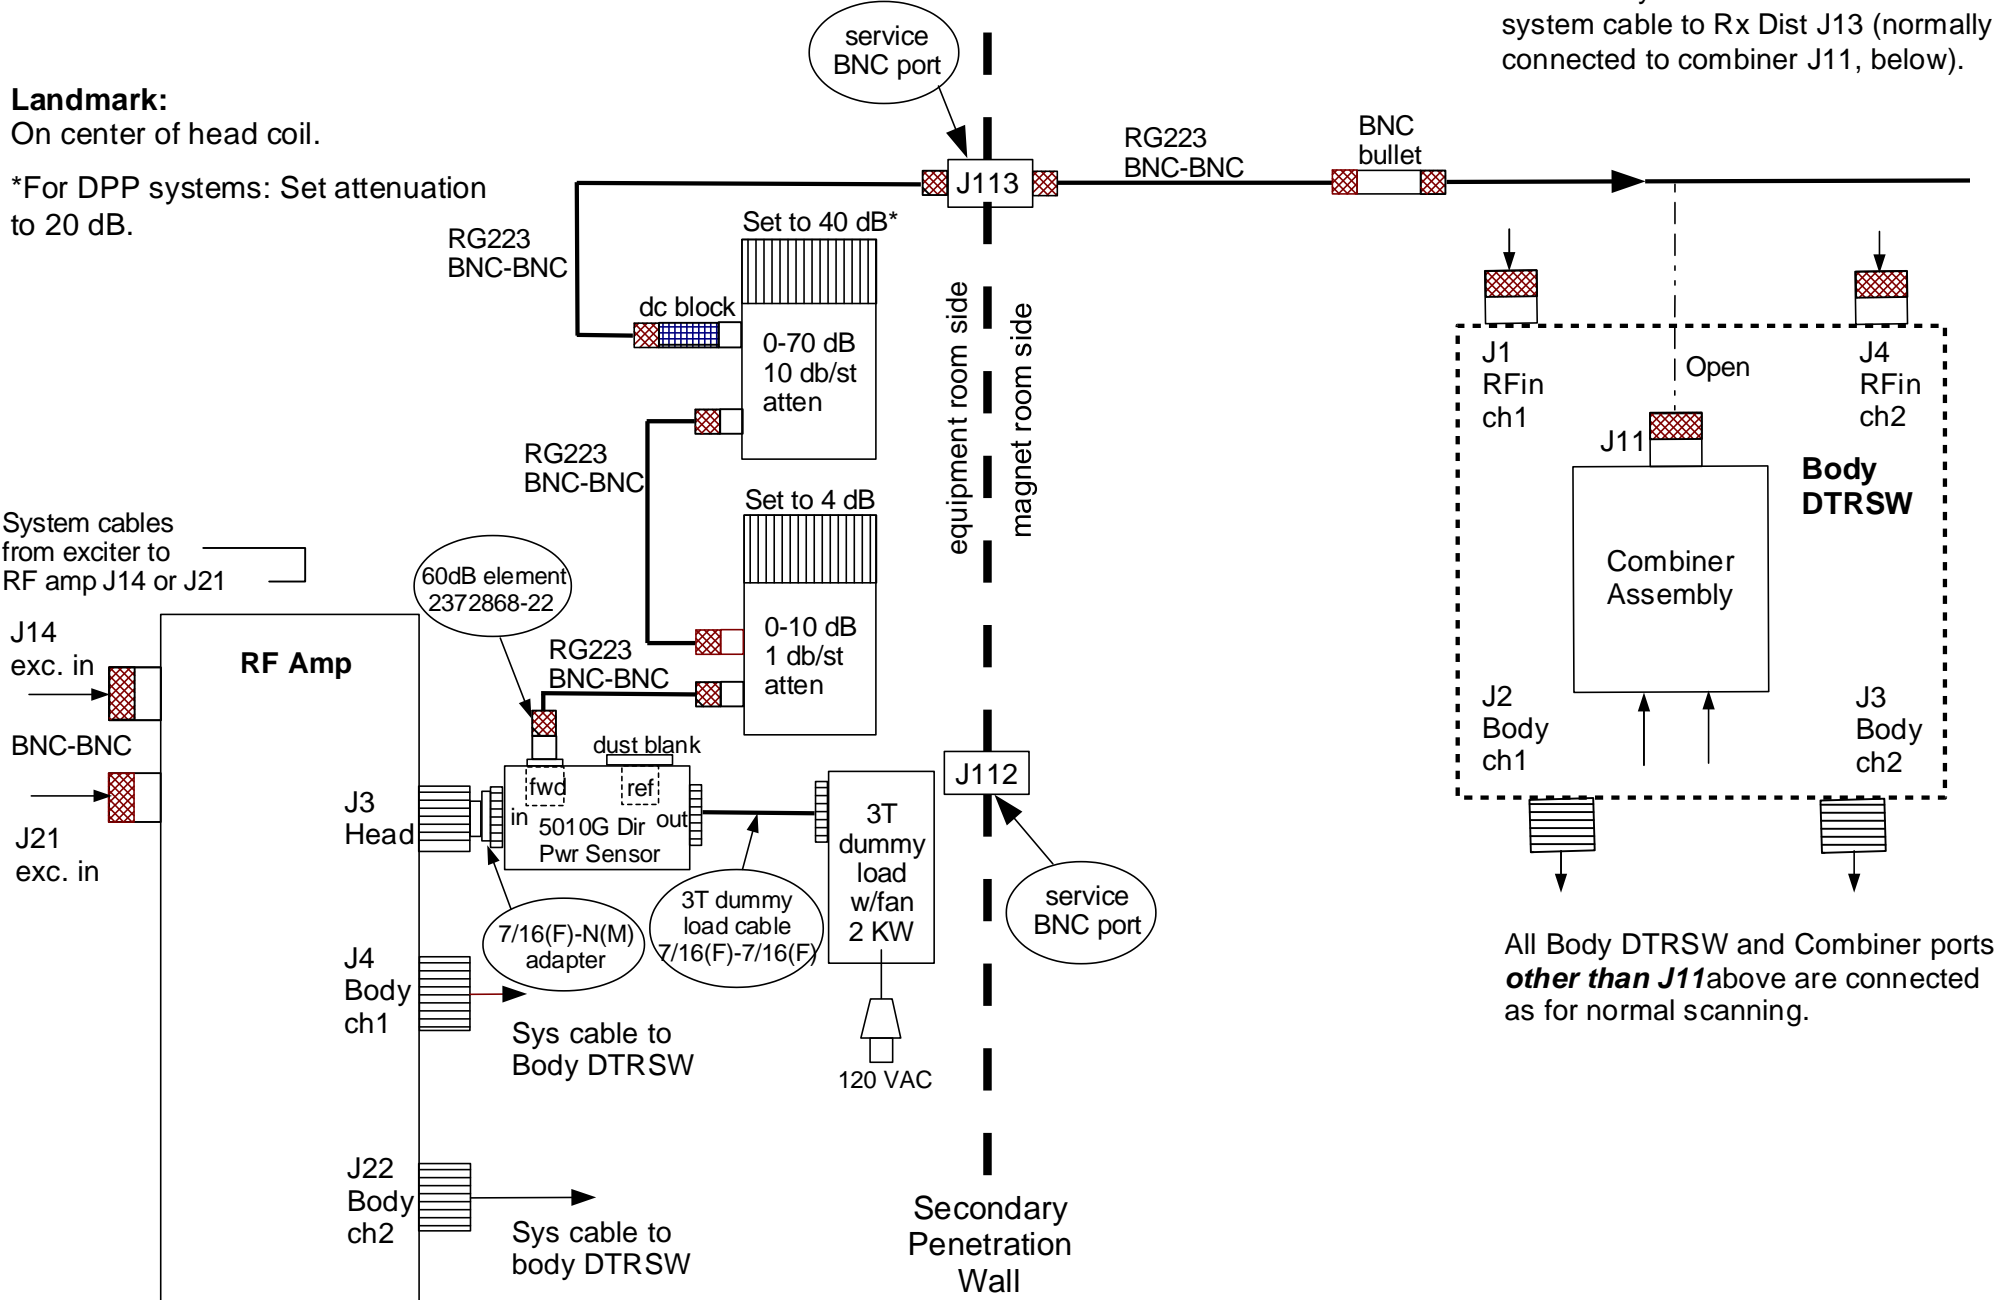 system cable to Rx Dist J13 (normally
connected to combiner J11, below).
service
BNC port
Landmark:
On center of head coil.
*For DPP systems: Set attenuation
to 20 dB.
RG223
BNC-BNC
BNC
bullet
J113
Set to 40 dB*
RG223
BNC-BNC
dc block
0-70 dB
10 db/st
atten
equipment room side
magnet room side
J1
RFin
ch1
J4
RFin
ch2
Open
J11
Body
DTRSW
Combiner
Assembly
J2
Body
ch1
J3
Body
ch2
RG223
BNC-BNC
Set to 4 dB
System cables
from exciter to
RF amp J14 or J21
60dB element
2372868-22
0-10 dB
1 db/st
atten
RG223
BNC-BNC
J14
exc. in
RF Amp
BNC-BNC
J21
exc. in
dust blank
fwd
ref
in
out
5010G Dir
Pwr Sensor
J3
Head
3T
dummy
load
w/fan
2 KW
J112
service
BNC port
7/16(F)-N(M)
adapter
3T dummy
load cable
7/16(F)-7/16(F)
J4
Body
ch1
Sys cable to
Body DTRSW
120 VAC
All Body DTRSW and Combiner ports
other than J11 above are connected
as for normal scanning.
J22
Body
ch2
Sys cable to
body DTRSW
Secondary
Penetration
Wall